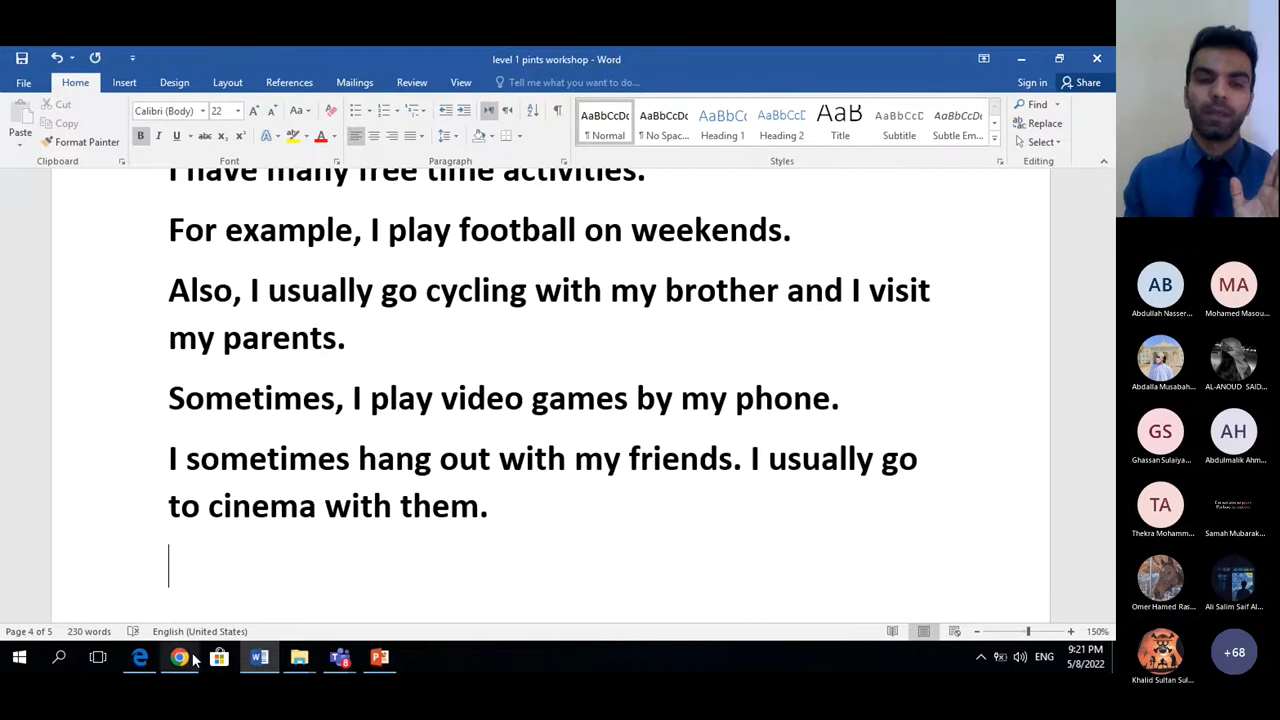 level 1 pints workshop - Word
File Home Insert Design Layout References Mailings Review View Tell me what you want to do... Sign in Share
Cut
Copy
Format Painter
Paste
Calibri (Body) 22
AaBbCcDc AaBbCcDc AaBbCc AaBbCcE AaB AaBbCcD AaBbCcDc
¶ Normal ¶ No Spac... Heading 1 Heading 2 Title Subtitle Subtle Em...
Find
Replace
Select
Clipboard Font Paragraph Styles Editing
I have many free time activities.
For example, I play football on weekends.
Also, I usually go cycling with my brother and I visit
my parents.
Sometimes, I play video games by my phone.
I sometimes hang out with my friends. I usually go
to cinema with them.
Page 4 of 5 230 words English (United States) 150%
ENG 9:21 PM
5/8/2022
AB MA
Abdullah Nasser... Mohamed Masou...
Abdalla Musabah... AL-ANOUD SAID...
GS AH
Ghassan Sulaiya... Abdulmalik Ahm...
TA
Thekra Mohamm... Samah Mubarak...
Omer Hamed Ras... Ali Salim Saif Al...
+68
Khalid Sultan Sul...